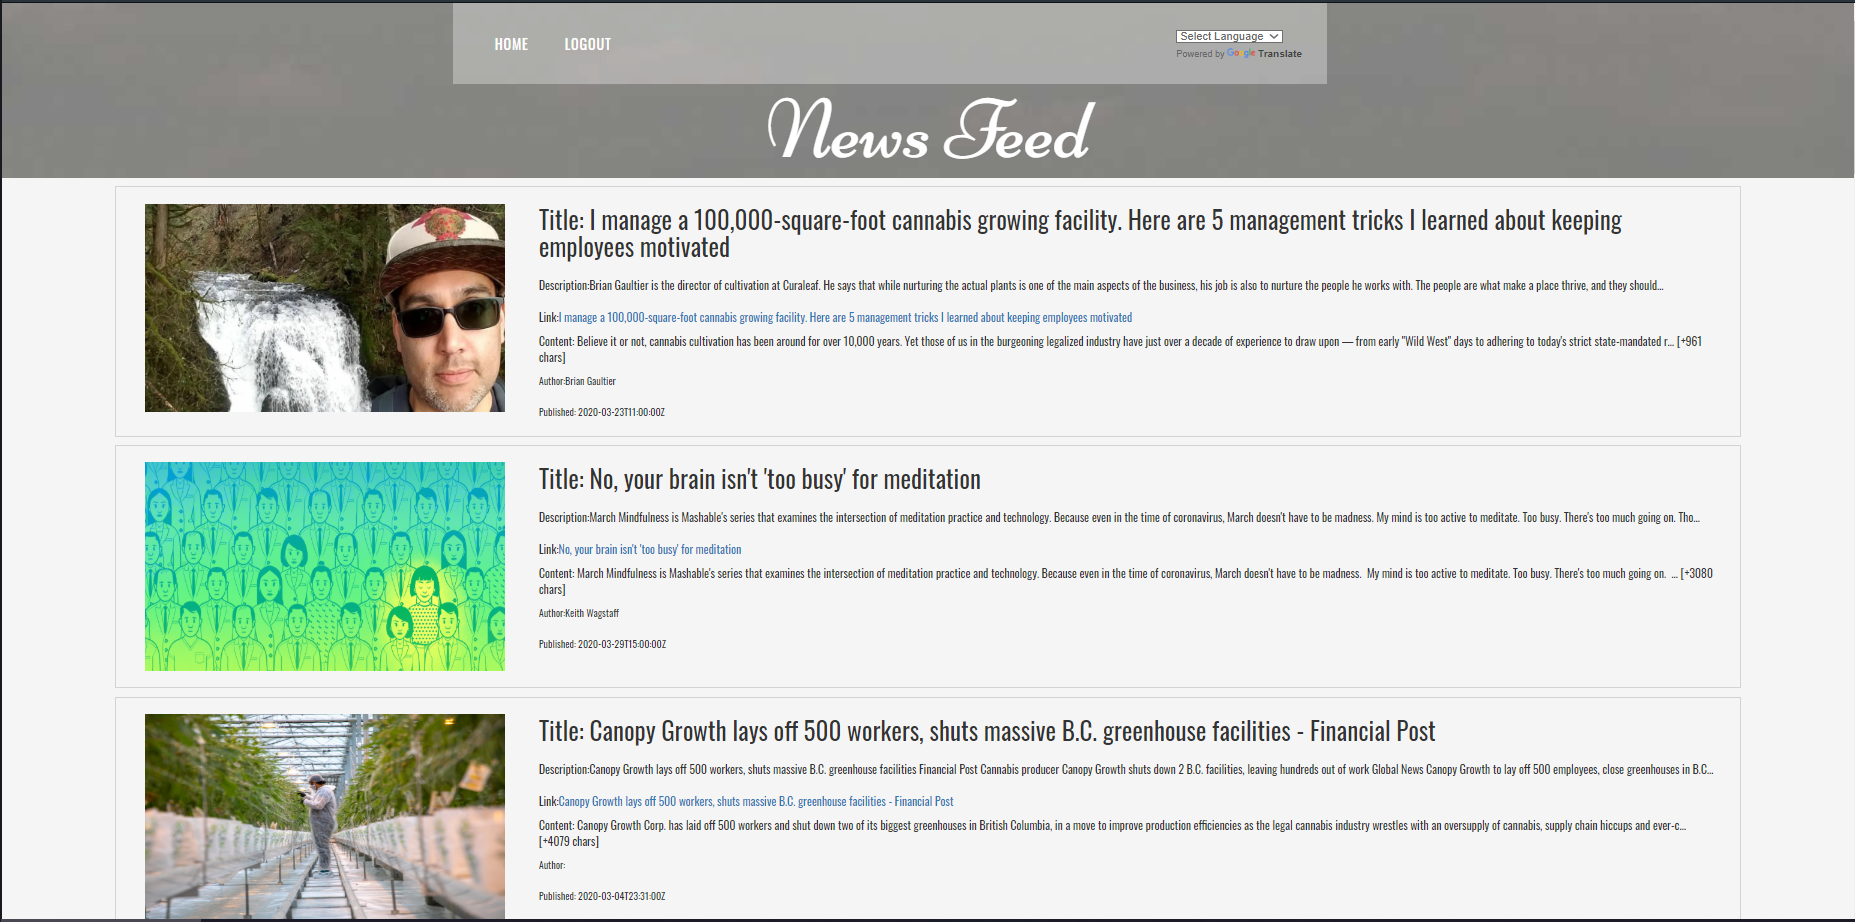 HOME LOGOUT Select Language
Powered by Google Translate
News Feed
Title: I manage a 100,000-square-foot cannabis growing facility. Here are 5 management tricks I learned about keeping
employees motivated
Description:Brian Gaultier is the director of cultivation at Curaleaf. He says that while nurturing the actual plants is one of the main aspects of the business, his job is also to nurture the people he works with. The people are what make a place thrive, and they should…
Link:I manage a 100,000-square-foot cannabis growing facility. Here are 5 management tricks I learned about keeping employees motivated
Content: Believe it or not, cannabis cultivation has been around for over 10,000 years. Yet those of us in the burgeoning legalized industry have just over a decade of experience to draw upon — from early "Wild West" days to adhering to today's strict state-mandated r… [+961
chars]
Author:Brian Gaultier
Published: 2020-03-23T11:00:00Z
Title: No, your brain isn't 'too busy' for meditation
Description:March Mindfulness is Mashable's series that examines the intersection of meditation practice and technology. Because even in the time of coronavirus, March doesn't have to be madness. My mind is too active to meditate. Too busy. There's too much going on. Tho…
Link:No, your brain isn't 'too busy' for meditation
Content: March Mindfulness is Mashable's series that examines the intersection of meditation practice and technology. Because even in the time of coronavirus, March doesn't have to be madness. My mind is too active to meditate. Too busy. There's too much going on. … [+3080
chars]
Author:Keith Wagstaff
Published: 2020-03-29T15:00:00Z
Title: Canopy Growth lays off 500 workers, shuts massive B.C. greenhouse facilities - Financial Post
Description:Canopy Growth lays off 500 workers, shuts massive B.C. greenhouse facilities Financial Post Cannabis producer Canopy Growth shuts down 2 B.C. facilities, leaving hundreds out of work Global News Canopy Growth to lay off 500 employees, close greenhouses in B.C…
Link:Canopy Growth lays off 500 workers, shuts massive B.C. greenhouse facilities - Financial Post
Content: Canopy Growth Corp. has laid off 500 workers and shut down two of its biggest greenhouses in British Columbia, in a move to improve production efficiencies as the legal cannabis industry wrestles with an oversupply of cannabis, supply chain hiccups and ever-c…
[+4079 chars]
Author:
Published: 2020-03-04T23:31:00Z